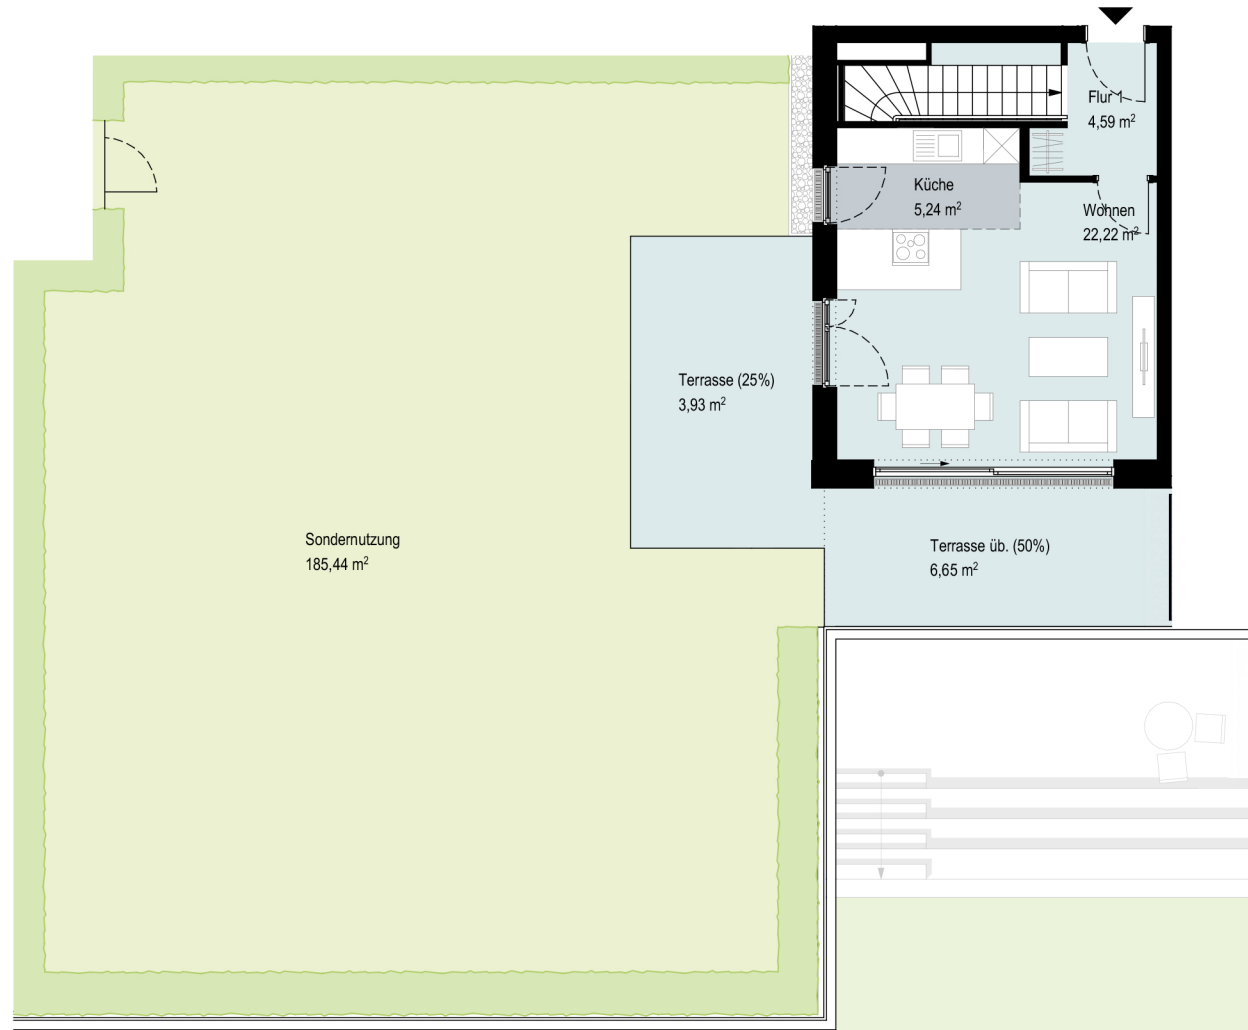 Flur 1
4,59 m²
Küche
5,24 m²
Wohnen
22,22 m²
Terrasse (25%)
3,93 m²
Sondernutzung
185,44 m²
Terrasse üb. (50%)
6,65 m²